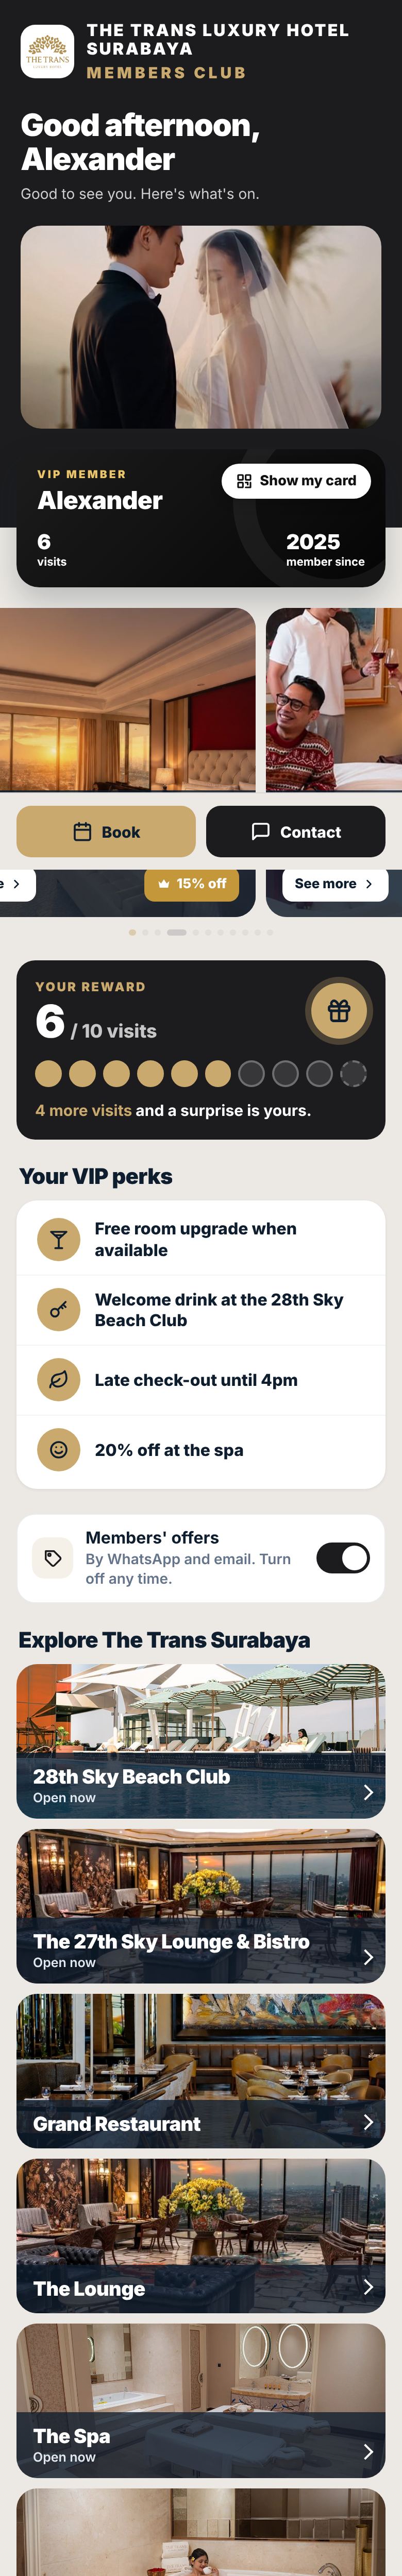 THE TRANS
LUXURY HOTEL
THE TRANS LUXURY HOTEL
SURABAYA
MEMBERS CLUB
Good afternoon,
Alexander
Good to see you. Here's what's on.
VIP MEMBER
Show my card
Alexander
6
visits
2025
member since
Book
Contact
15% off
See more
YOUR REWARD
6 / 10 visits
4 more visits and a surprise is yours.
Your VIP perks
Free room upgrade when
available
Welcome drink at the 28th Sky
Beach Club
Late check-out until 4pm
20% off at the spa
Members' offers
By WhatsApp and email. Turn
off any time.
Explore The Trans Surabaya
28th Sky Beach Club
Open now
The 27th Sky Lounge & Bistro
Open now
Grand Restaurant
The Lounge
The Spa
Open now